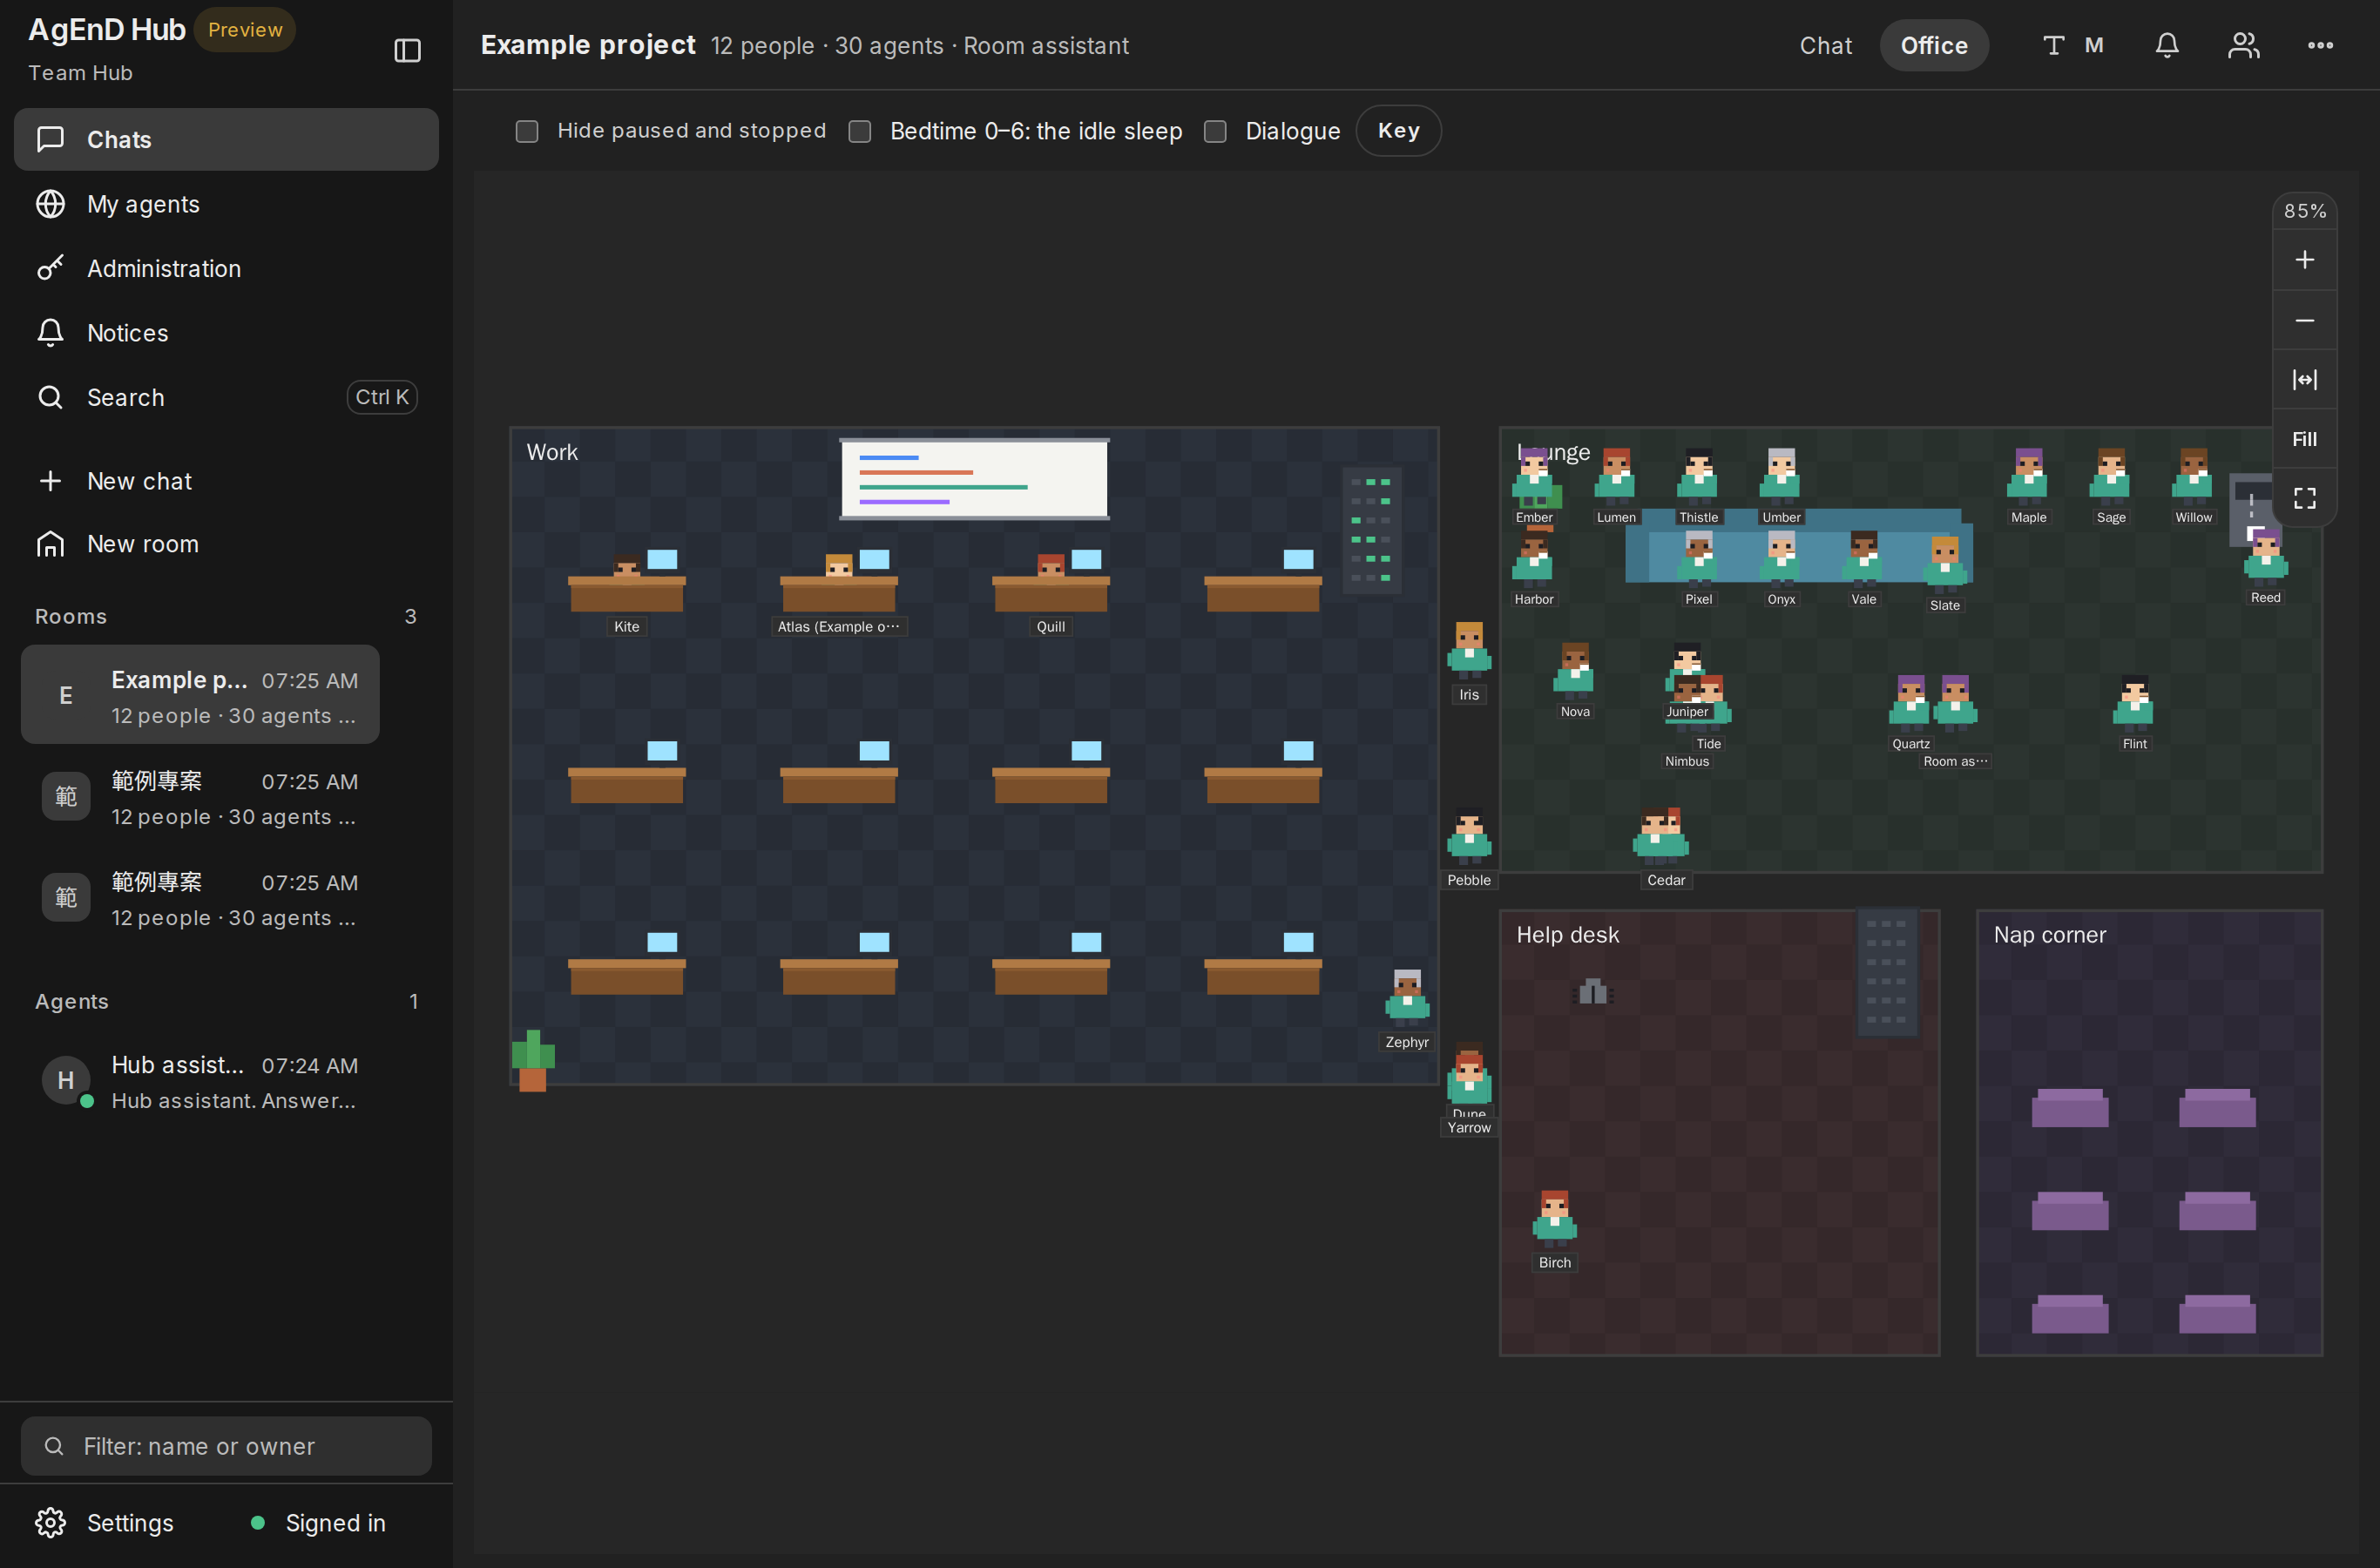 AgEnD Hub Preview
Team Hub
Chats
My agents
Administration
Notices
Search Ctrl K
New chat
New room
Rooms 3
E Example p... 07:25 AM
12 people · 30 agents ...
範 範例專案 07:25 AM
12 people · 30 agents ...
範 範例專案 07:25 AM
12 people · 30 agents ...
Agents 1
H Hub assist... 07:24 AM
Hub assistant. Answer...
Filter: name or owner
Settings Signed in
Example project 12 people · 30 agents · Room assistant
Chat Office T M
Hide paused and stopped Bedtime 0–6: the idle sleep Dialogue Key
85%
Fill
Work
Kite Atlas (Example o··· Quill
Zephyr
Iris
Pebble
Dune
Yarrow
Lounge
Ember Lumen Thistle Umber Maple Sage Willow
Harbor Pixel Onyx Vale Slate Reed
Nova Juniper
Tide Quartz Flint
Nimbus Room as···
Cedar
Help desk
Birch
Nap corner